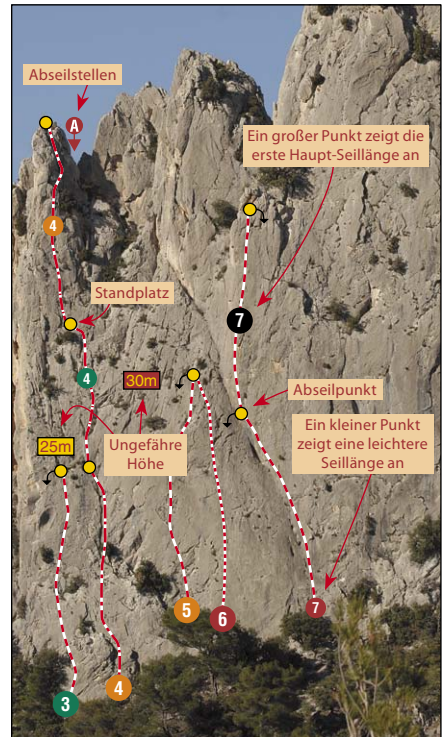 Abseilstellen
A
Ein großer Punkt zeigt die
erste Haupt-Seillänge an
4
Standplatz
7
4
30m
Abseilpunkt
Ungefähre
Höhe
25m
Ein kleiner Punkt
zeigt eine leichtere
Seillänge an
5
6
7
3
4